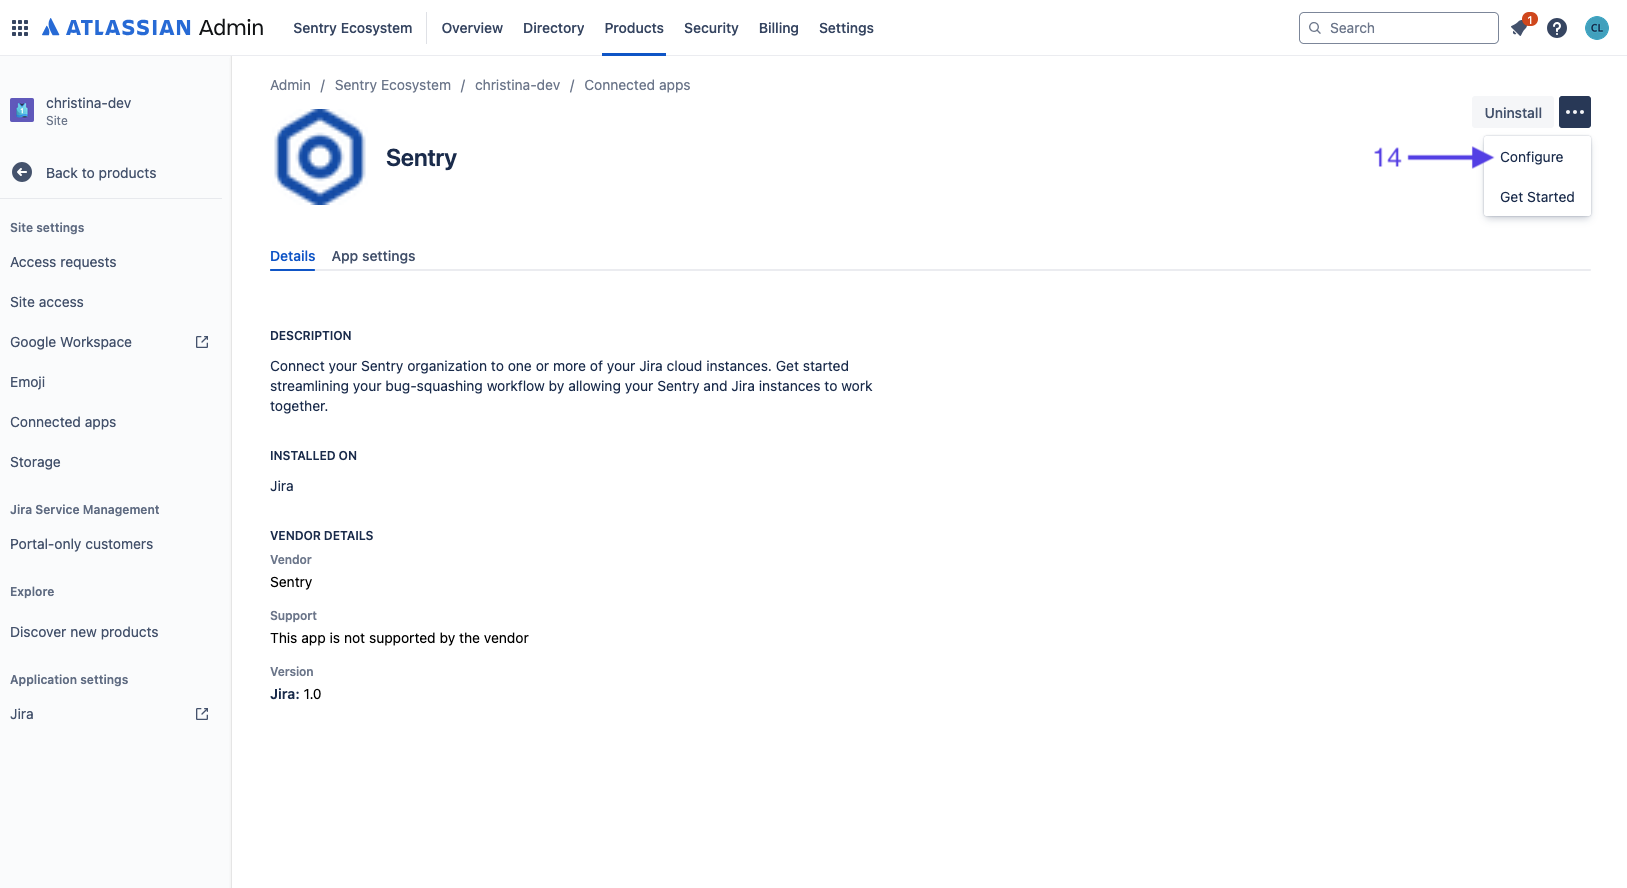 ATLASSIAN Admin
Sentry Ecosystem
Overview
Directory
Products
Security
Billing
Settings
Search
1
?
CL
christina-dev
Site
Back to products
Site settings
Access requests
Site access
Google Workspace
Emoji
Connected apps
Storage
Jira Service Management
Portal-only customers
Explore
Discover new products
Application settings
Jira
Admin / Sentry Ecosystem / christina-dev / Connected apps
Uninstall
Sentry
14
Configure
Get Started
Details
App settings
DESCRIPTION
Connect your Sentry organization to one or more of your Jira cloud instances. Get started
streamlining your bug-squashing workflow by allowing your Sentry and Jira instances to work
together.
INSTALLED ON
Jira
VENDOR DETAILS
Vendor
Sentry
Support
This app is not supported by the vendor
Version
Jira: 1.0